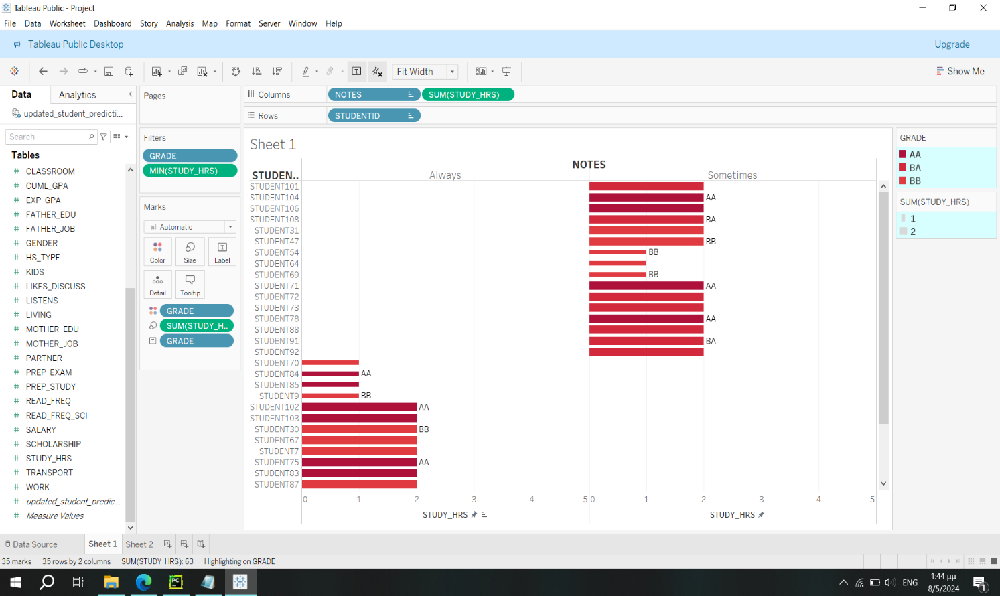 Tableau Public - Project
File Data Worksheet Dashboard Story Analysis Map Format Server Window Help
Tableau Public Desktop
Upgrade
Fit Width
Show Me
Data
Analytics
updated_student_predicti...
Search
Tables
CLASSROOM
CUML_GPA
EXP_GPA
FATHER_EDU
FATHER_JOB
GENDER
HS_TYPE
KIDS
LIKES_DISCUSS
LISTENS
LIVING
MOTHER_EDU
MOTHER_JOB
PARTNER
PREP_EXAM
PREP_STUDY
READ_FREQ
READ_FREQ_SCI
SALARY
SCHOLARSHIP
STUDY_HRS
TRANSPORT
WORK
updated_student_predic...
Measure Values
Pages
Filters
GRADE
MIN(STUDY_HRS)
Marks
Automatic
Color
Size
Label
Detail
Tooltip
GRADE
SUM(STUDY_H..
GRADE
Columns
NOTES
SUM(STUDY_HRS)
Rows
STUDENTID
Sheet 1
NOTES
STUDEN..
Always
Sometimes
STUDENT101
STUDENT104 AA
STUDENT106
STUDENT108 BA
STUDENT31
STUDENT47 BB
STUDENT54 BB
STUDENT64
STUDENT69 BB
STUDENT71 AA
STUDENT72
STUDENT73
STUDENT78 AA
STUDENT88
STUDENT91 BA
STUDENT92
STUDENT70
STUDENT84 AA
STUDENT85
STUDENT9 BB
STUDENT102 AA
STUDENT103
STUDENT30 BB
STUDENT67
STUDENT7
STUDENT75 AA
STUDENT83
STUDENT87
0 1 2 3 4 5 0 1 2 3 4 5
STUDY_HRS
STUDY_HRS
GRADE
AA
BA
BB
SUM(STUDY_HRS)
1
2
Data Source
Sheet 1
Sheet 2
35 marks 35 rows by 2 columns SUM(STUDY_HRS): 63 Highlighting on GRADE
PC
ENG
1:44 μμ
8/5/2024
1